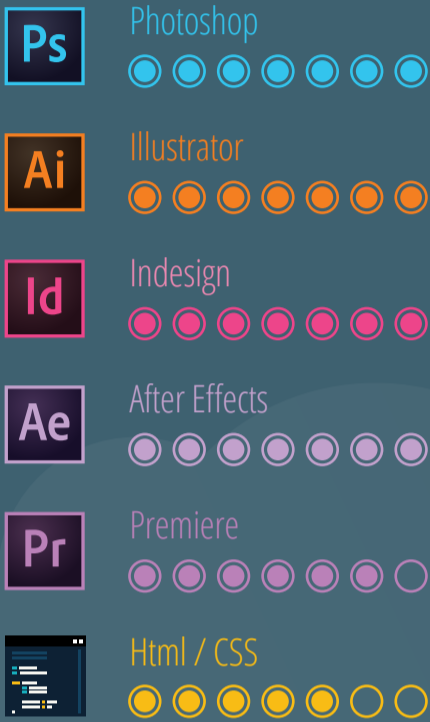 Ps
Photoshop
Ai
Illustrator
Id
Indesign
Ae
After Effects
Pr
Premiere
Html / CSS